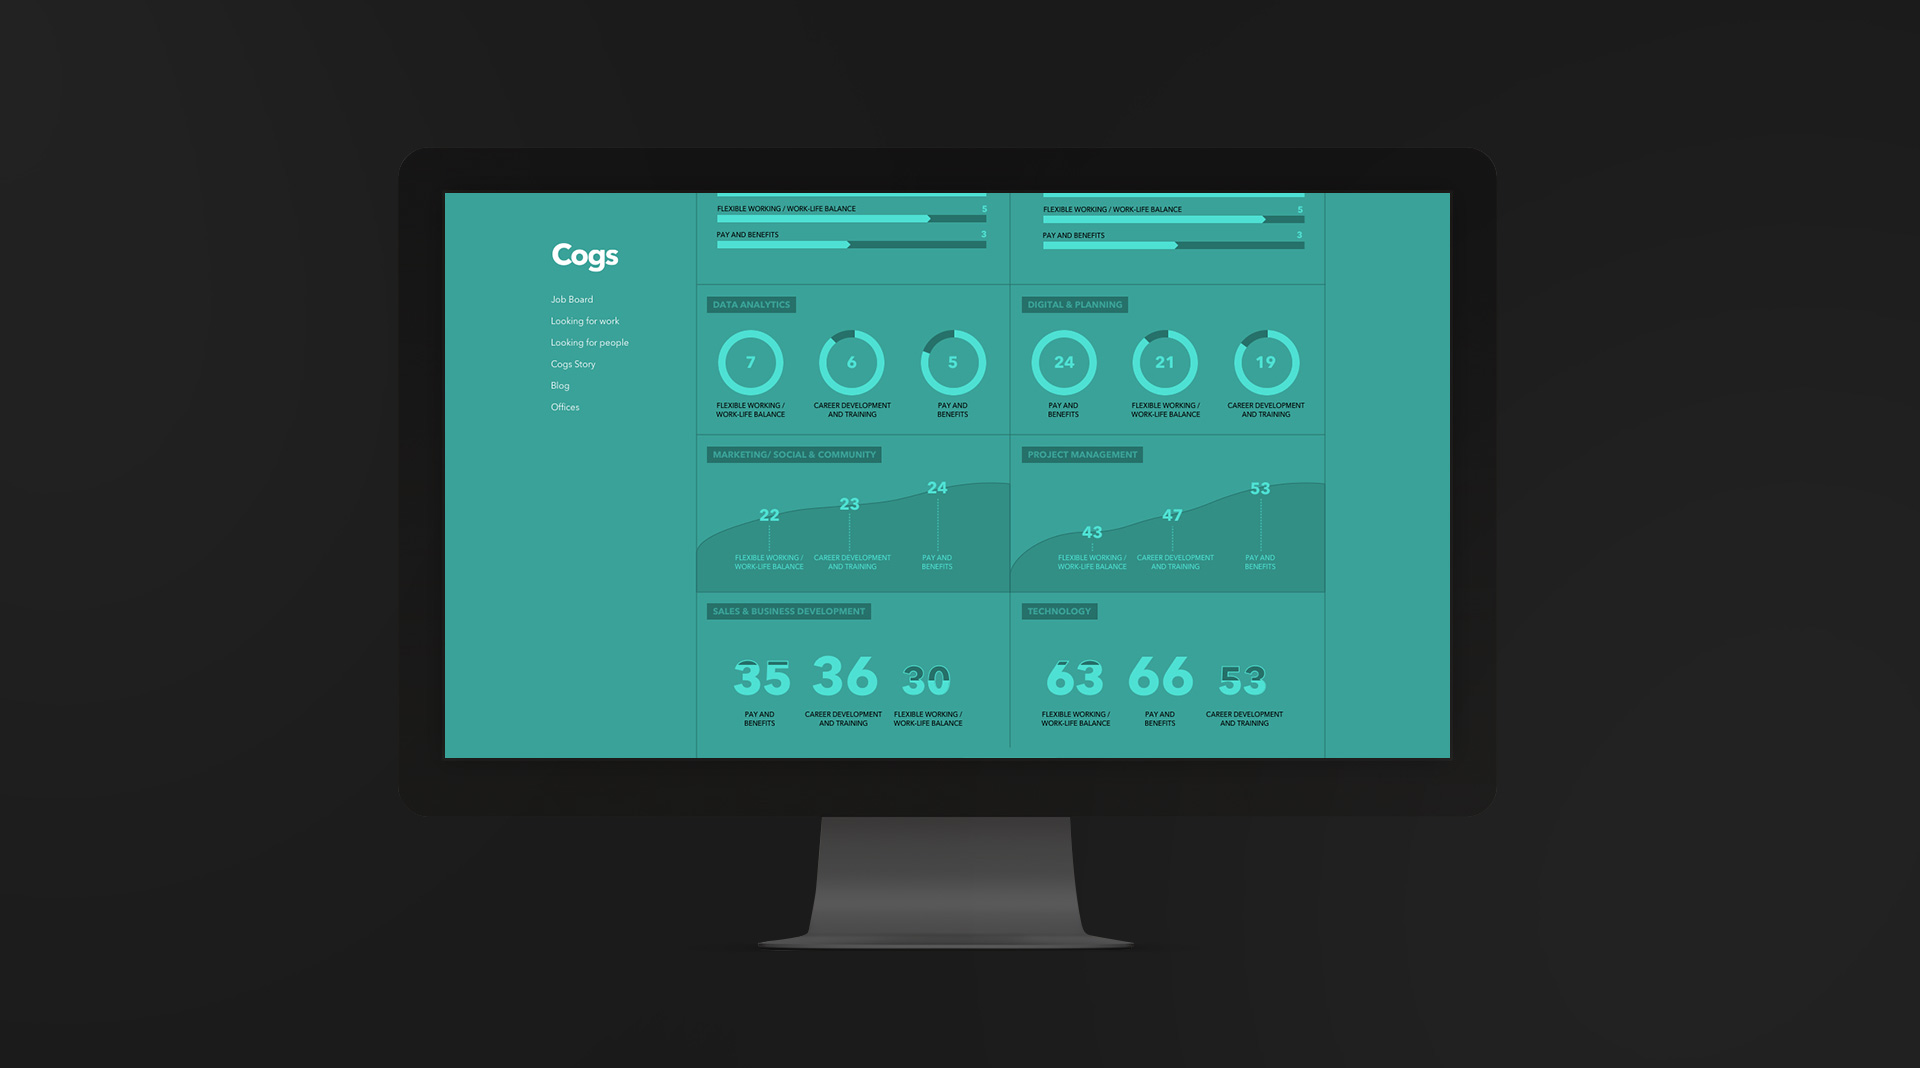 Cogs
Job Board
Looking for work
Looking for people
Cogs Story
Blog
Offices
FLEXIBLE WORKING / WORK-LIFE BALANCE 5
PAY AND BENEFITS 3
FLEXIBLE WORKING / WORK-LIFE BALANCE 5
PAY AND BENEFITS 3
DATA ANALYTICS
7
6
5
FLEXIBLE WORKING /
WORK-LIFE BALANCE
CAREER DEVELOPMENT
AND TRAINING
PAY AND
BENEFITS
DIGITAL & PLANNING
24
21
19
PAY AND
BENEFITS
FLEXIBLE WORKING /
WORK-LIFE BALANCE
CAREER DEVELOPMENT
AND TRAINING
MARKETING/ SOCIAL & COMMUNITY
22
23
24
FLEXIBLE WORKING /
WORK-LIFE BALANCE
CAREER DEVELOPMENT
AND TRAINING
PAY AND
BENEFITS
PROJECT MANAGEMENT
43
47
53
FLEXIBLE WORKING /
WORK-LIFE BALANCE
CAREER DEVELOPMENT
AND TRAINING
PAY AND
BENEFITS
SALES & BUSINESS DEVELOPMENT
35
36
30
PAY AND
BENEFITS
CAREER DEVELOPMENT
AND TRAINING
FLEXIBLE WORKING /
WORK-LIFE BALANCE
TECHNOLOGY
63
66
53
FLEXIBLE WORKING /
WORK-LIFE BALANCE
PAY AND
BENEFITS
CAREER DEVELOPMENT
AND TRAINING